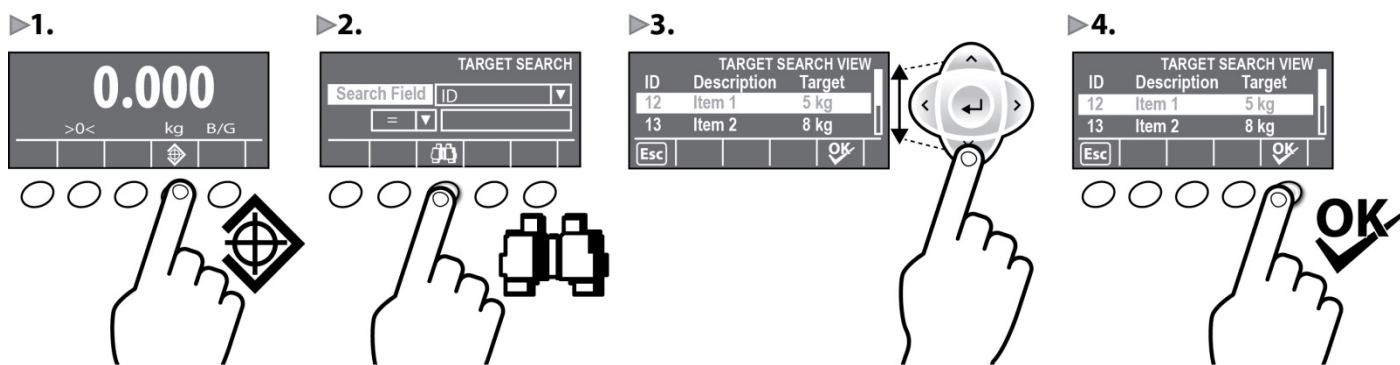 1.
0.000
>0< kg B/G
2.
TARGET SEARCH
Search Field ID
=
3.
TARGET SEARCH VIEW
ID Description Target
12 Item 1 5 kg
13 Item 2 8 kg
Esc OK
4.
TARGET SEARCH VIEW
ID Description Target
12 Item 1 5 kg
13 Item 2 8 kg
Esc OK
OK